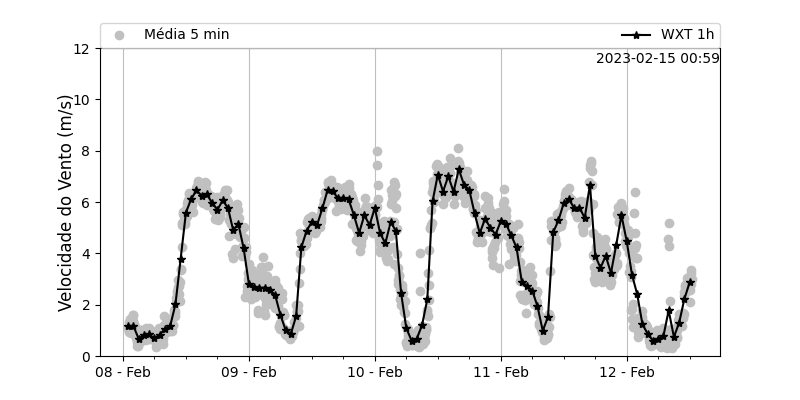 Média 5 min
WXT 1h
2023-02-15 00:59
Velocidade do Vento (m/s)
12
10
8
6
4
2
0
08 - Feb
09 - Feb
10 - Feb
11 - Feb
12 - Feb